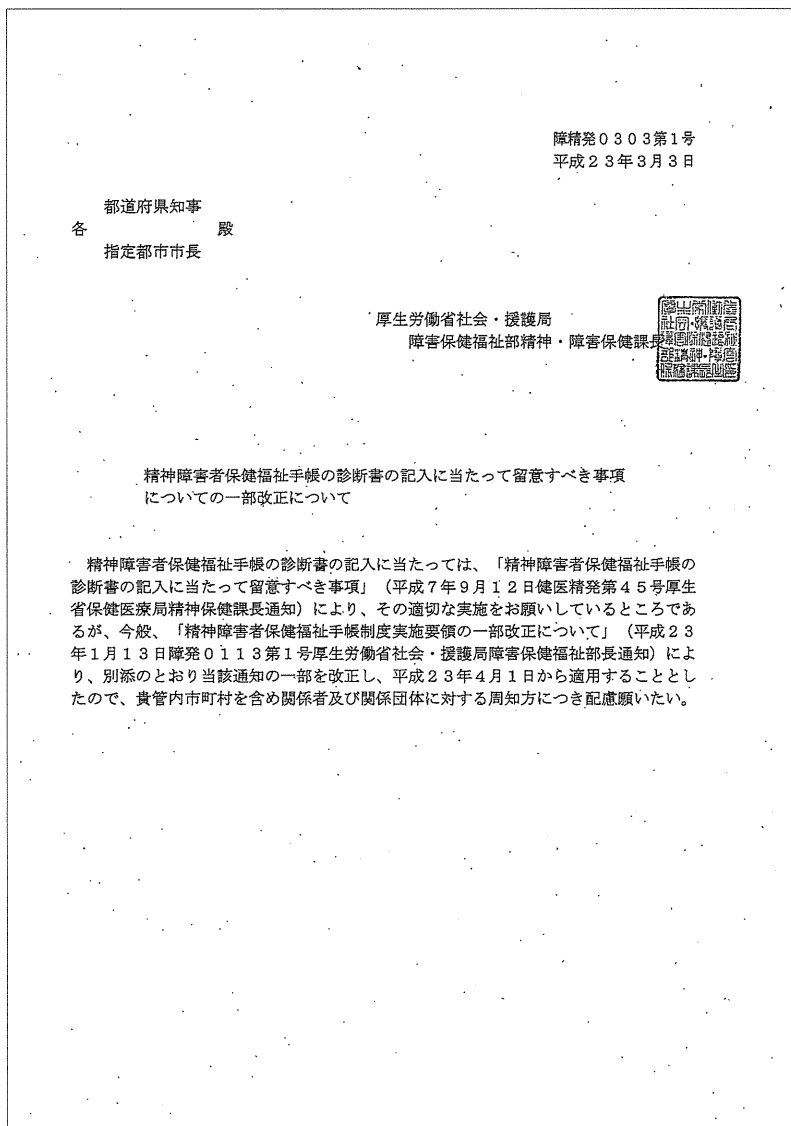 障精発０３０３第１号
平成２３年３月３日
都道府県知事
各　　　　　　　　殿
指定都市市長
厚生労働省社会・援護局
障害保健福祉部精神・障害保健課長
精神障害者保健福祉手帳の診断書の記入に当たって留意すべき事項
についての一部改正について
精神障害者保健福祉手帳の診断書の記入に当たっては、「精神障害者保健福祉手帳の
診断書の記入に当たって留意すべき事項」（平成７年９月１２日健医精発第４５号厚生
省保健医療局精神保健課長通知）により、その適切な実施をお願いしているところであ
るが、今般、「精神障害者保健福祉手帳制度実施要領の一部改正について」（平成２３
年１月１３日障発０１１３第１号厚生労働省社会・援護局障害保健福祉部長通知）によ
り、別添のとおり当該通知の一部を改正し、平成２３年４月１日から適用することとし
たので、貴管内市町村を含め関係者及び関係団体に対する周知方につき配慮願いたい。